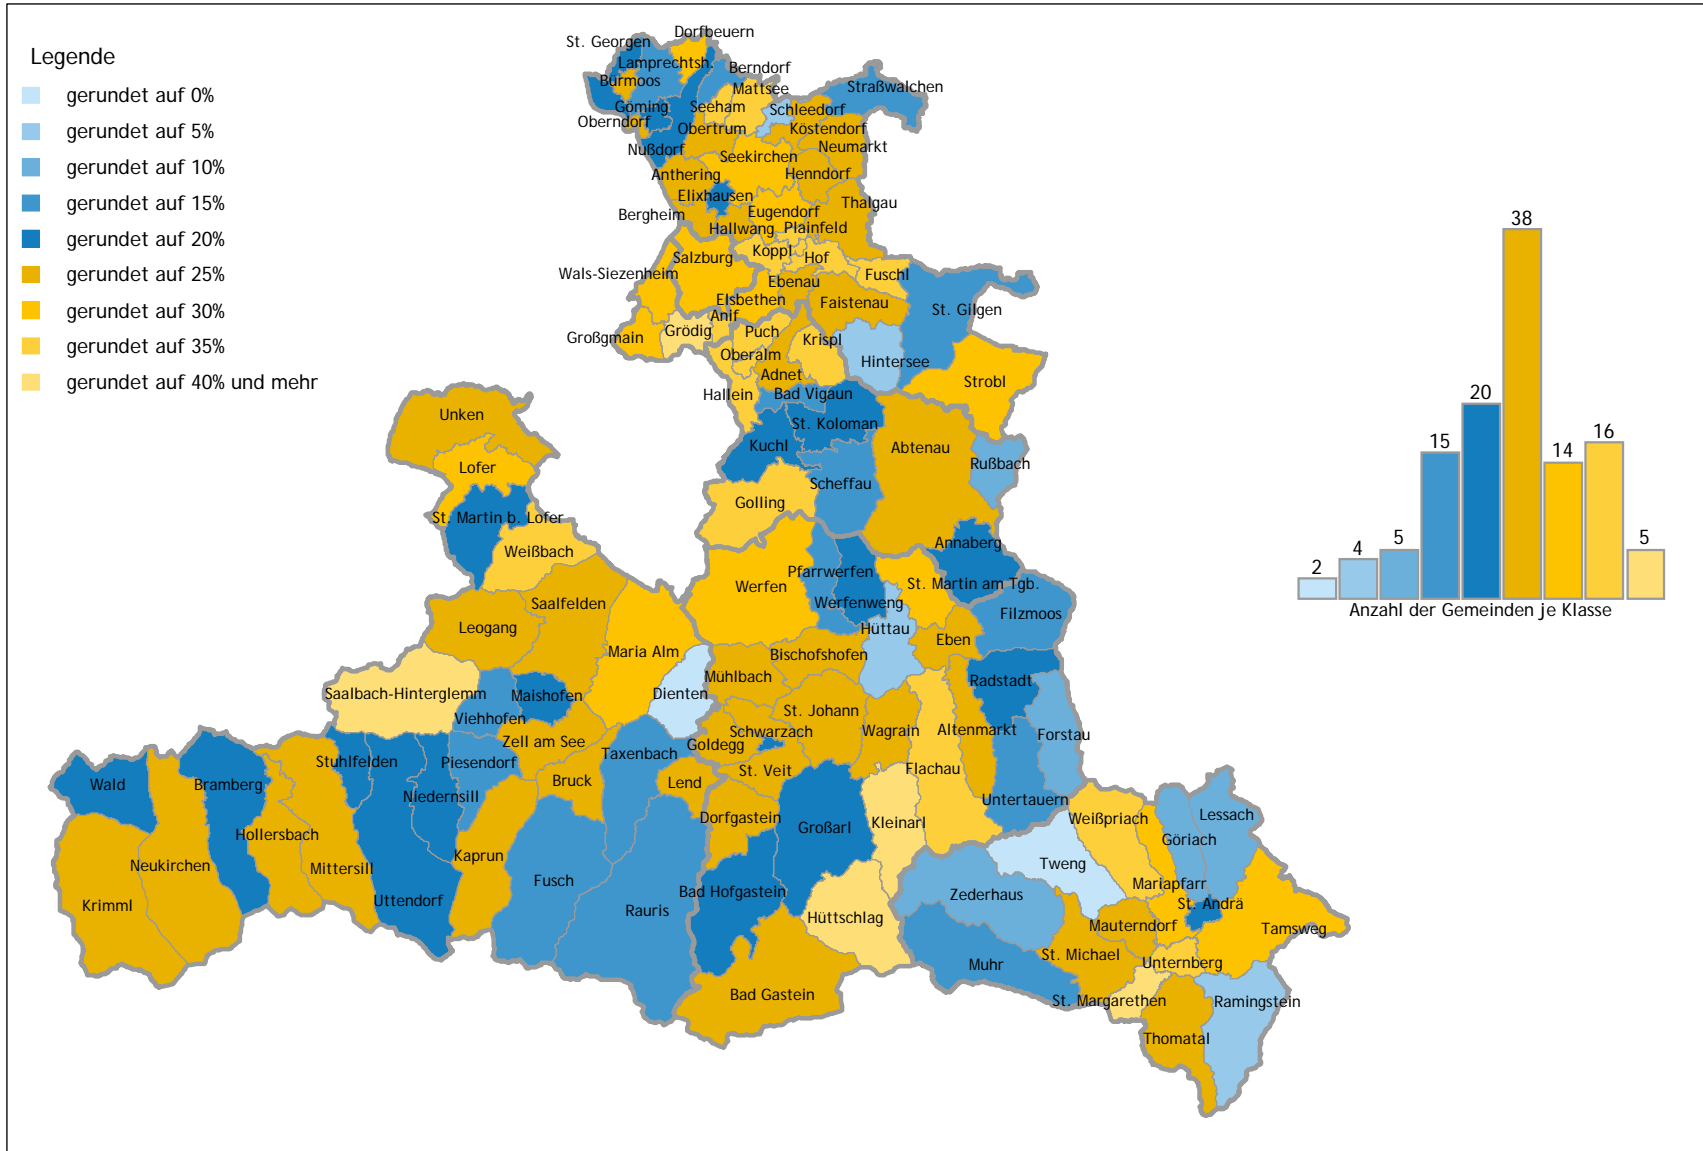 Legende
gerundet auf 0%
gerundet auf 5%
gerundet auf 10%
gerundet auf 15%
gerundet auf 20%
gerundet auf 25%
gerundet auf 30%
gerundet auf 35%
gerundet auf 40% und mehr
Dorfbeuern
St. Georgen
Lamprechtsh.
Berndorf
Bürmoos
Mattsee
Straßwalchen
Göming
Seeham
Schleedorf
Oberndorf
Obertrum
Köstendorf
Nußdorf
Neumarkt
Seekirchen
Anthering
Henndorf
Elixhausen
Thalgau
Bergheim
Eugendorf
Hallwang
Plainfeld
Koppl
Hof
Salzburg
Wals-Siezenheim
Fuschl
Ebenau
Elsbethen
Faistenau
St. Gilgen
Anif
Großgmain
Grödig
Puch
Krispl
Oberalm
Hintersee
Adnet
Strobl
Hallein
Bad Vigaun
Unken
St. Koloman
Kuchl
Abtenau
Lofer
Rußbach
Scheffau
Golling
St. Martin b. Lofer
Annaberg
Weißbach
Pfarrwerfen
Werfen
St. Martin am Tgb.
Saalfelden
Werfenweng
Filzmoos
Leogang
Hüttau
Eben
Maria Alm
Bischofshofen
Mühlbach
Radstadt
Saalbach-Hinterglemm
Maishofen
Dienten
Viehhofen
St. Johann
Schwarzach
Wagrain
Altenmarkt
Forstau
Zell am See
Goldegg
Taxenbach
Stuhlfelden
Piesendorf
St. Veit
Flachau
Wald
Bramberg
Bruck
Lend
Niedernsill
Untertauern
Dorfgastein
Weißpriach
Lessach
Kleinarl
Großarl
Hollersbach
Göriach
Kaprun
Neukirchen
Mittersill
Tweng
Fusch
Mariapfarr
Bad Hofgastein
Zederhaus
Uttendorf
Krimml
St. Andrä
Rauris
Hüttschlag
Mauterndorf
Tamsweg
St. Michael
Unternberg
Muhr
Bad Gastein
St. Margarethen
Ramingstein
Thomatal
2
4
5
15
20
38
14
16
5
Anzahl der Gemeinden je Klasse